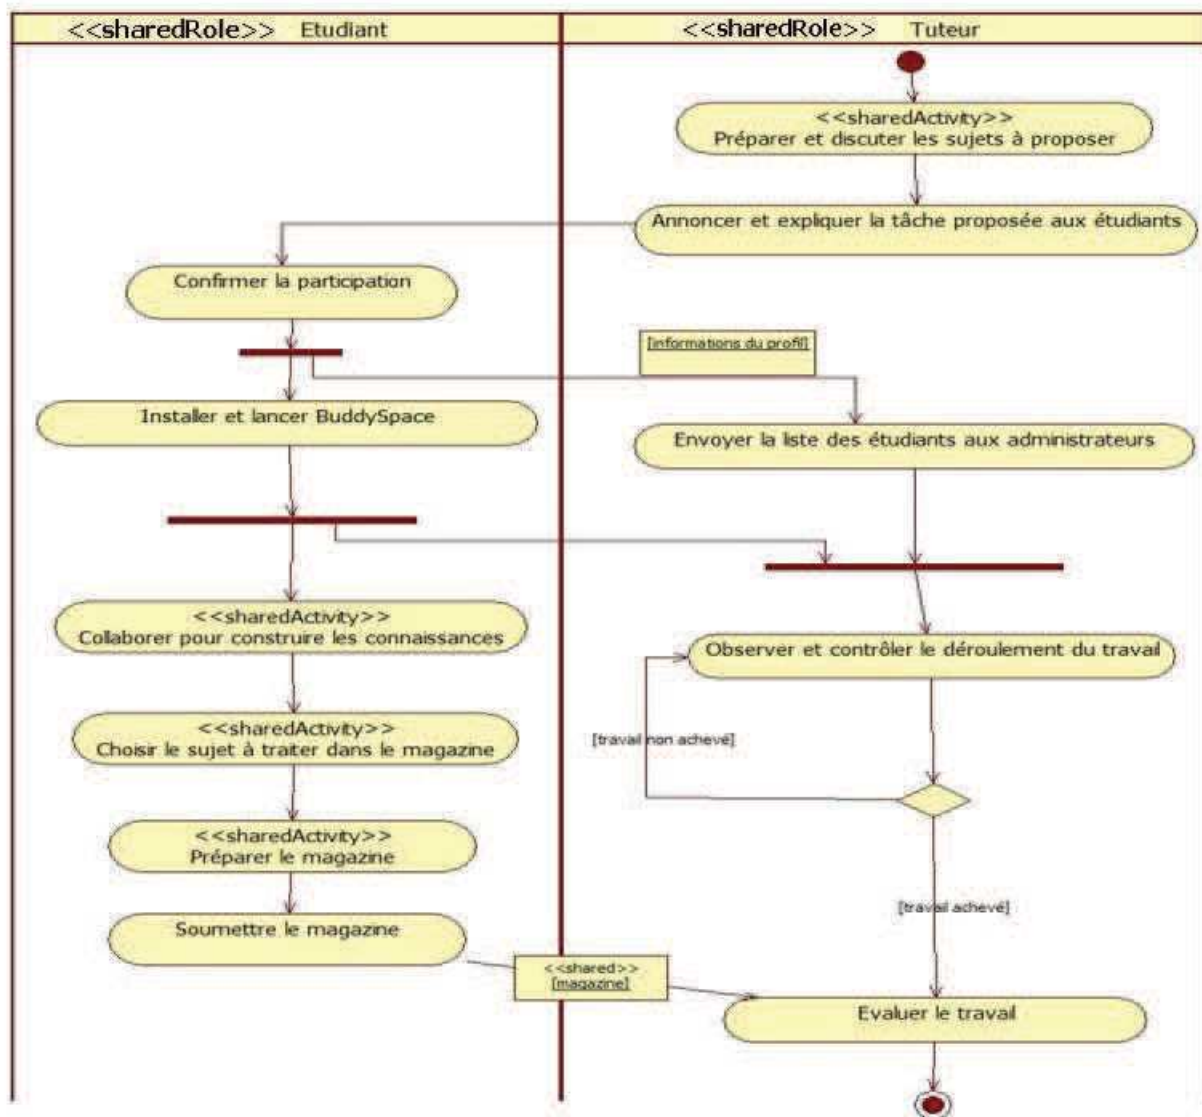 <<sharedRole>> Etudiant
<<sharedRole>> Tuteur
<<sharedActivity>>
Préparer et discuter les sujets à proposer
Annoncer et expliquer la tâche proposée aux étudiants
Confirmer la participation
[informations du profil]
Installer et lancer BuddySpace
Envoyer la liste des étudiants aux administrateurs
<<sharedActivity>>
Collaborer pour construire les connaissances
Observer et contrôler le déroulement du travail
<<sharedActivity>>
Choisir le sujet à traiter dans le magazine
[travail non achevé]
<<sharedActivity>>
Préparer le magazine
[travail achevé]
Soumettre le magazine
<<shared>>
[magazine]
Evaluer le travail